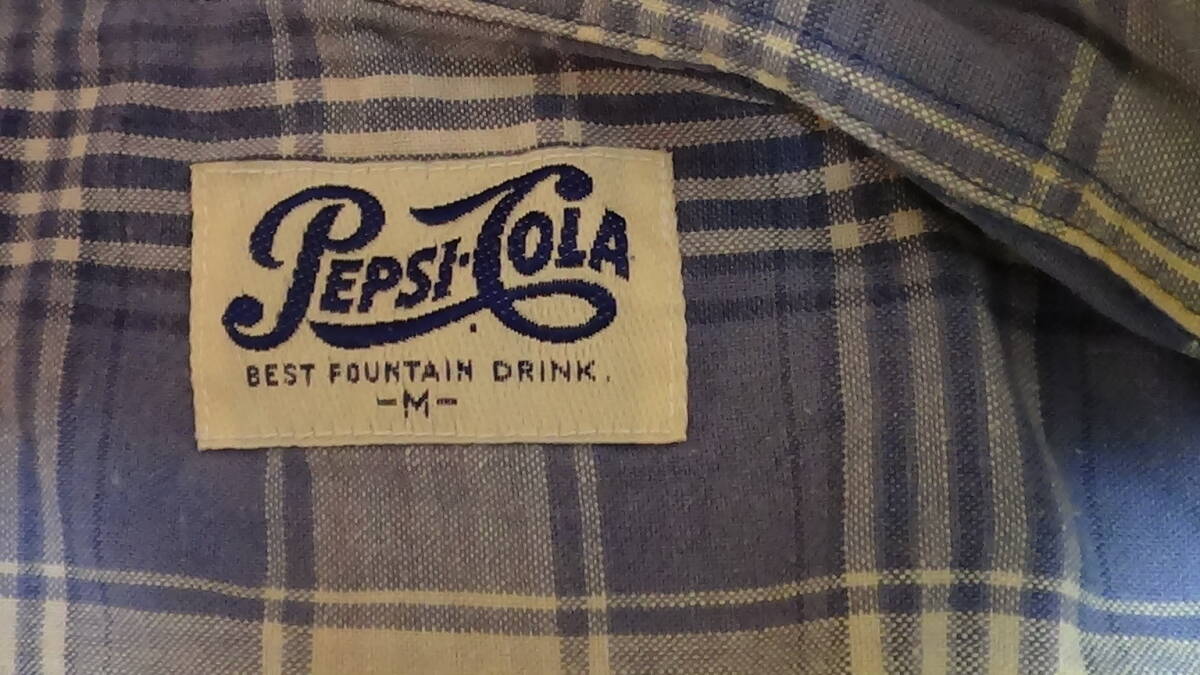 PEPSI-COLA
BEST FOUNTAIN DRINK.
-M-